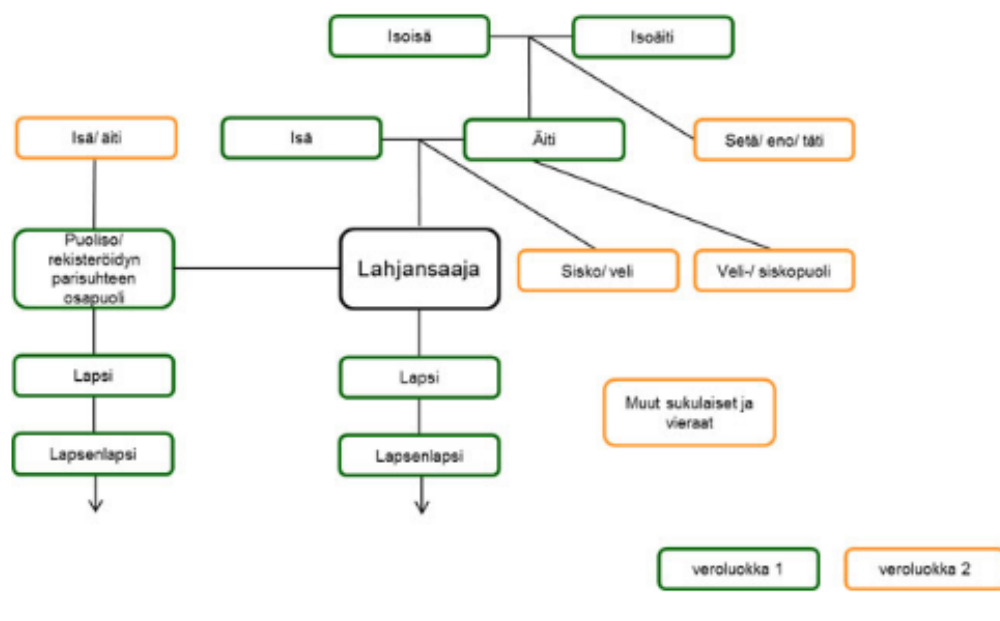 Isoisä
Isoäiti
Isä/ äiti
Isä
Äiti
Setä/ eno/ täti
Puoliso/
rekisteröidyn
parisuhteen
osapuoli
Lahjansaaja
Sisko/ veli
Veli-/ siskopuoli
Lapsi
Lapsi
Muut sukulaiset ja
vieraat
Lapsenlapsi
Lapsenlapsi
veroluokka 1
veroluokka 2